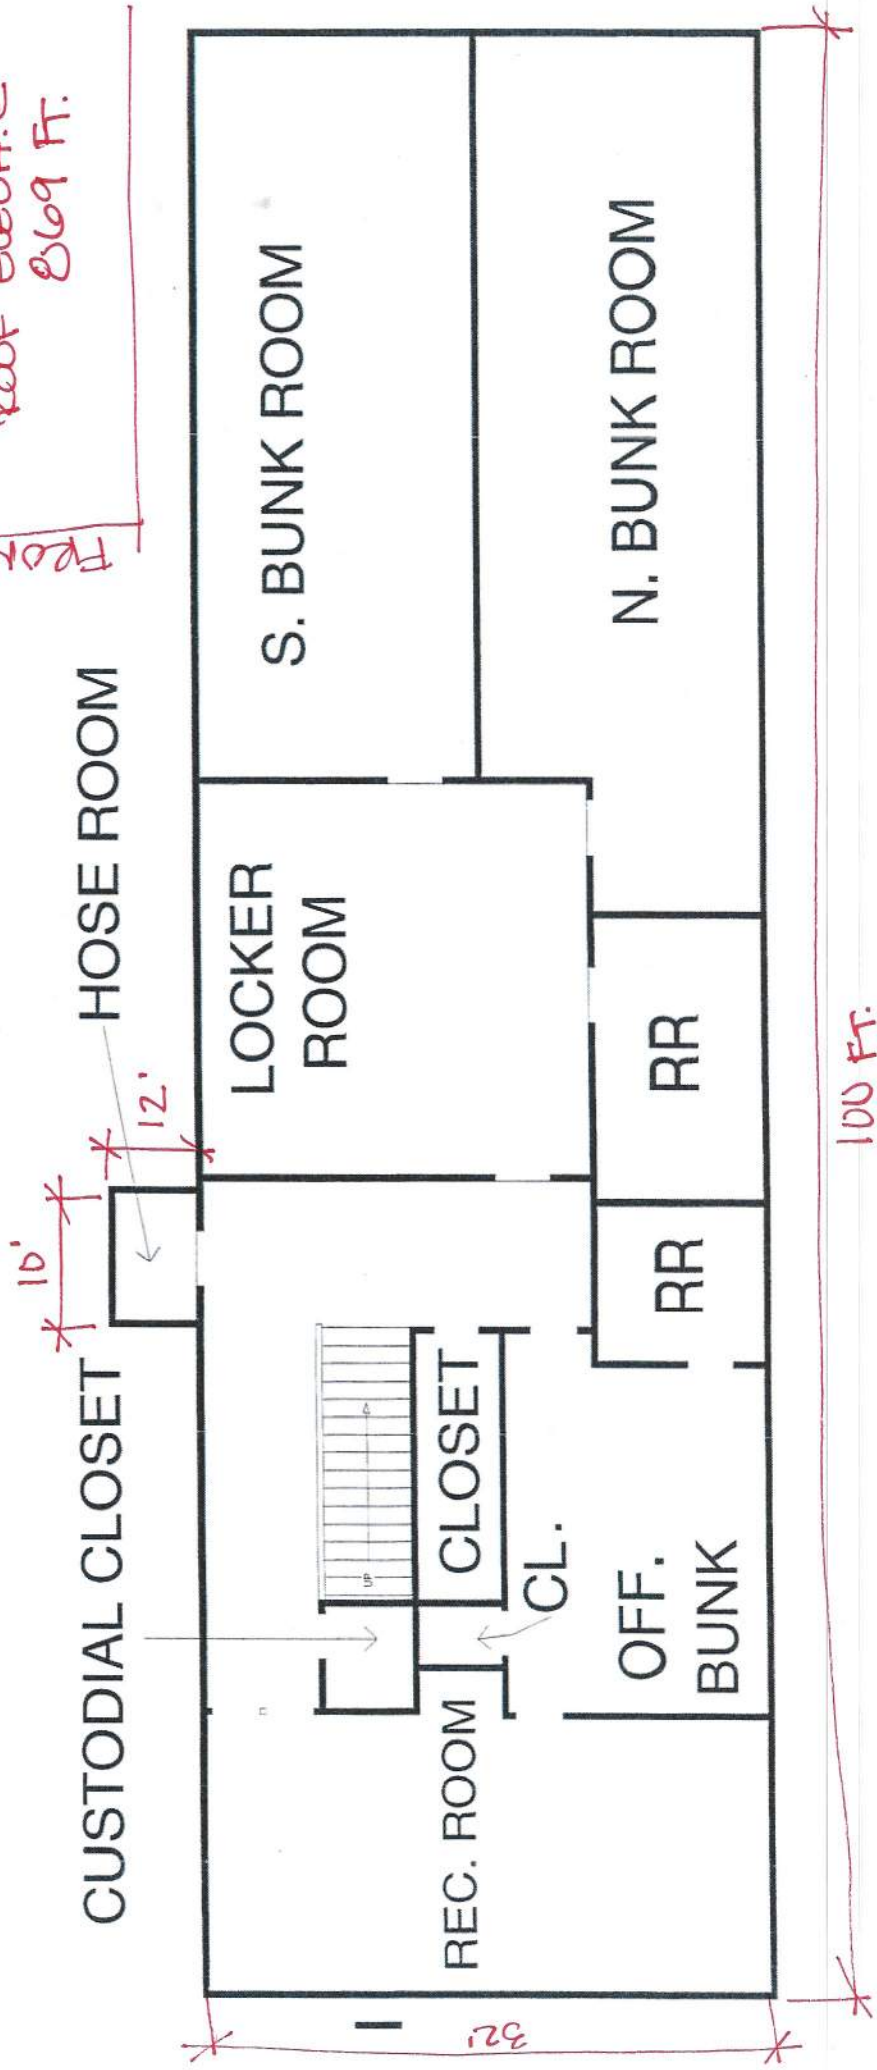 869 FT.
HOSE ROOM
CUSTODIAL CLOSET
10'
12'
S. BUNK ROOM
LOCKER
ROOM
N. BUNK ROOM
UP
CLOSET
CL.
REC. ROOM
OFF.
BUNK
RR
RR
32'
100 FT.